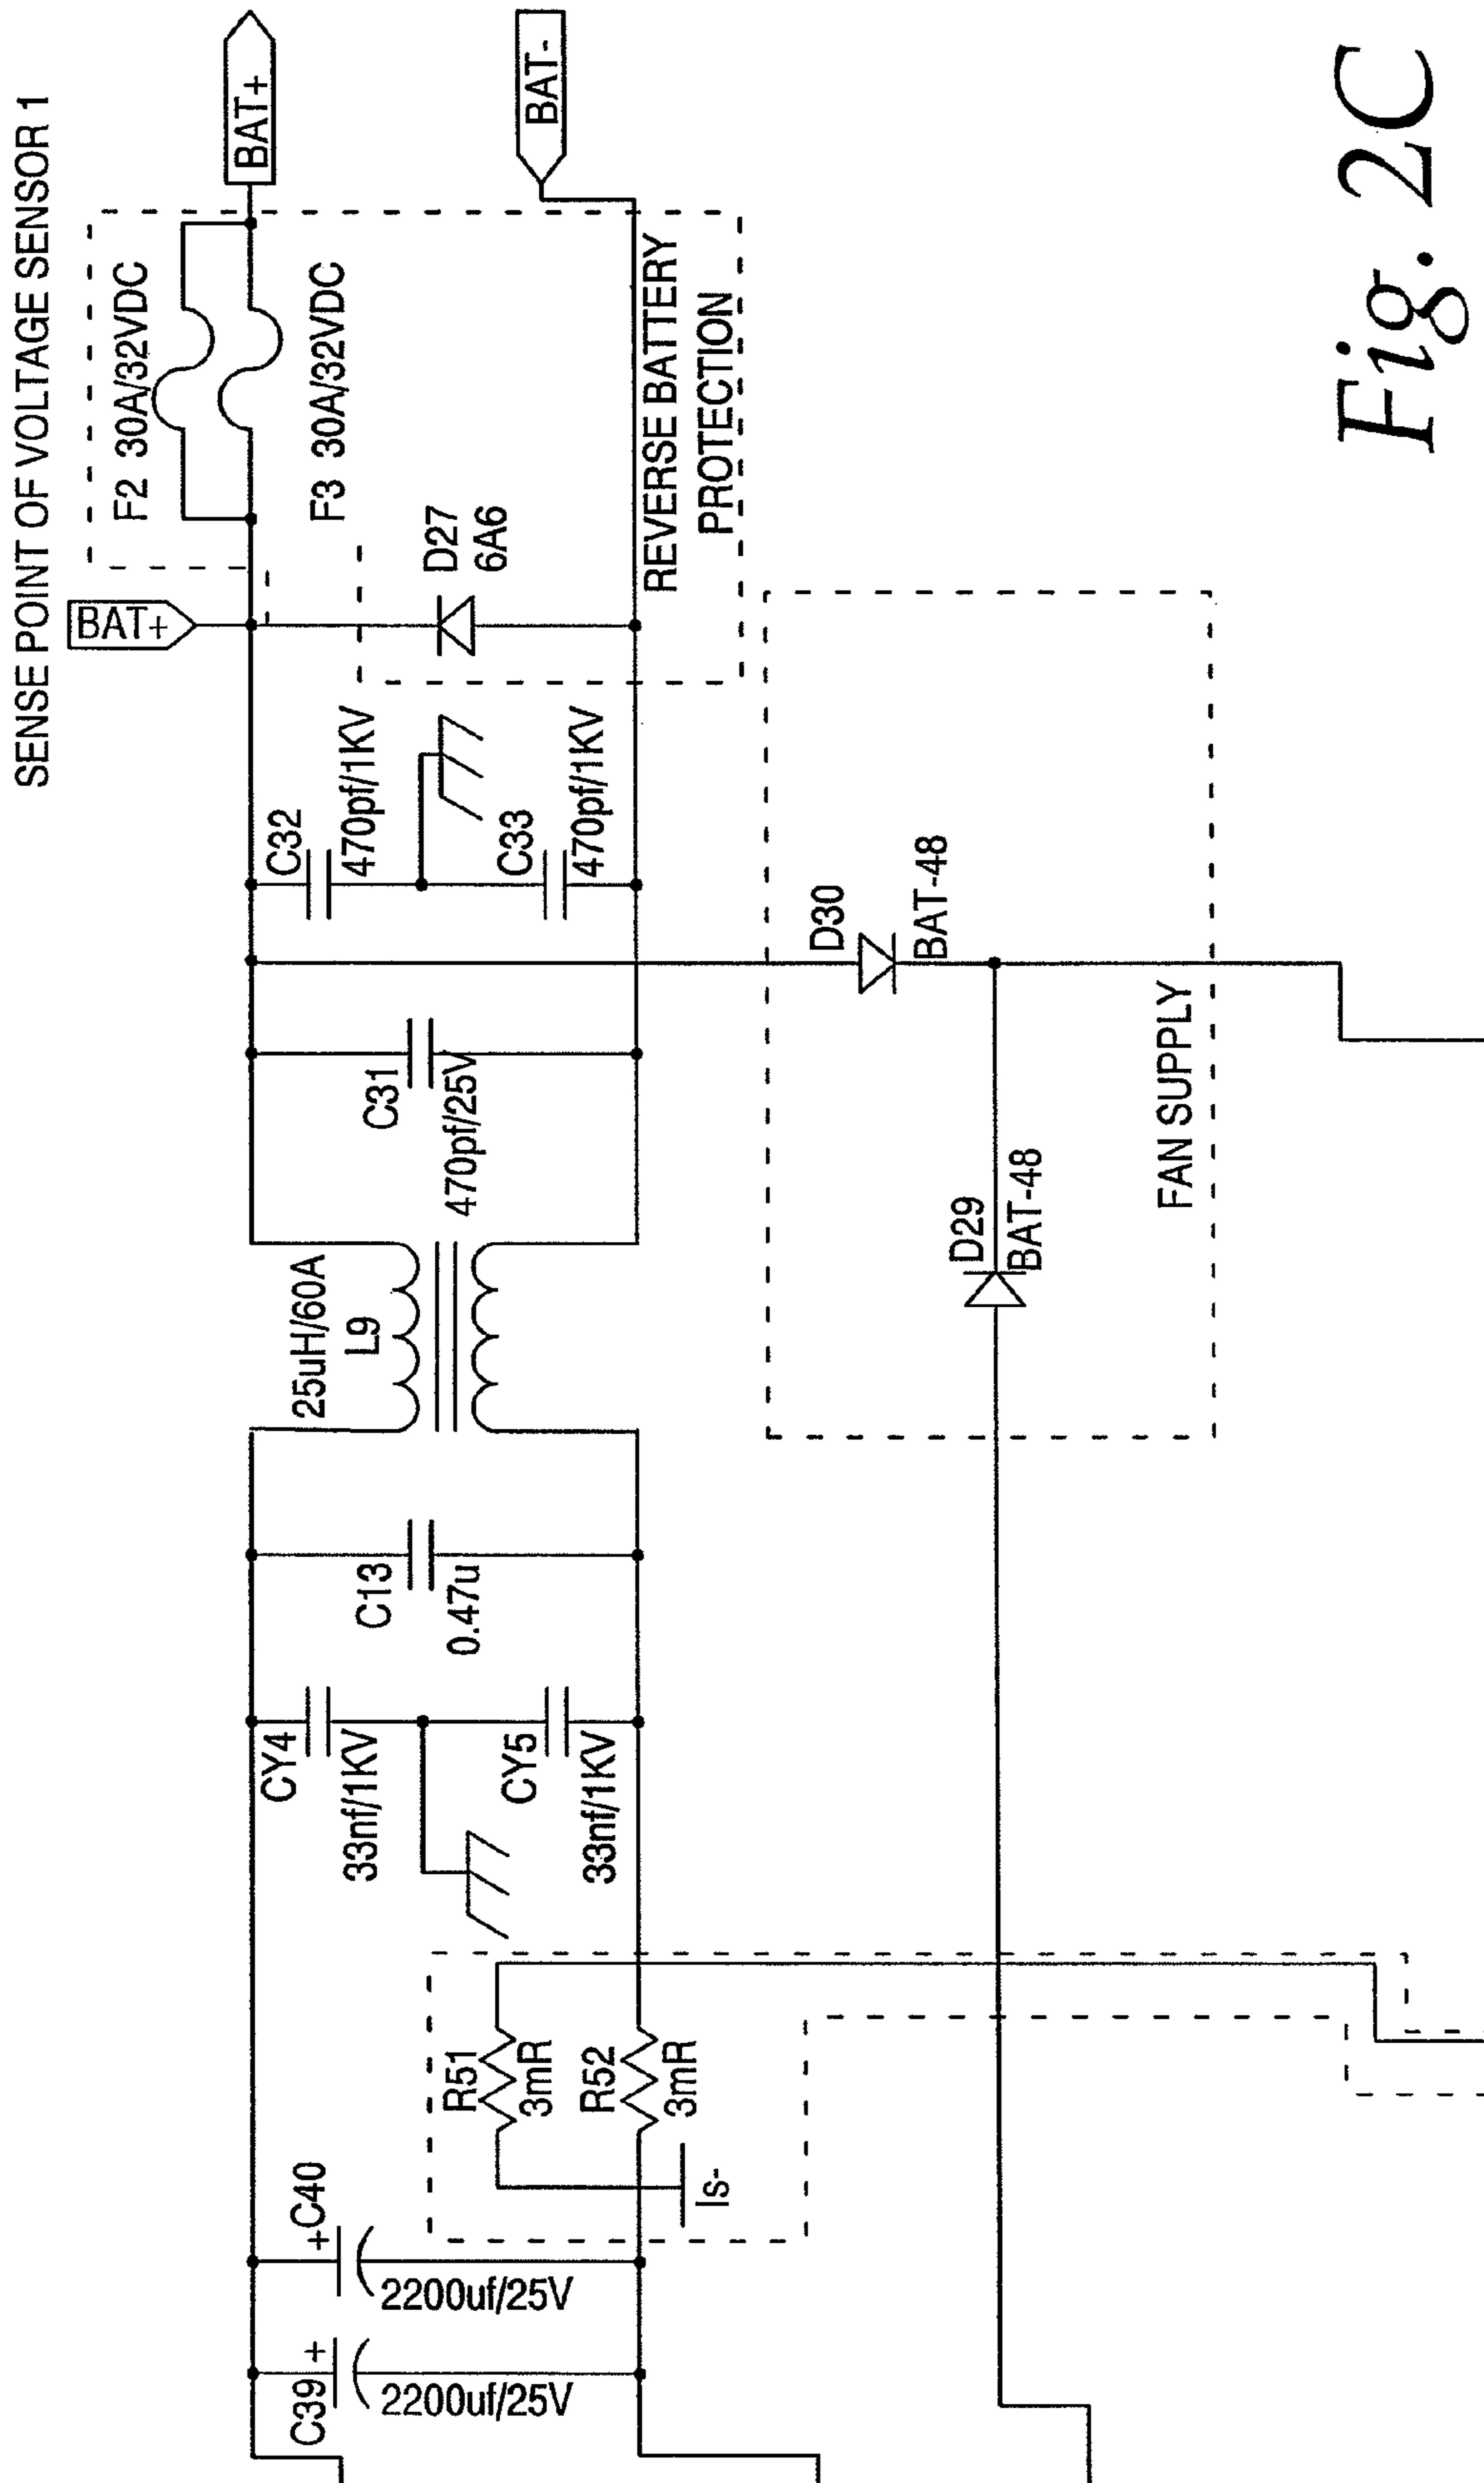 SENSE POINT OF VOLTAGE SENSOR 1
BAT+
BAT-
F2 30A/32VDC
F3 30A/32VDC
BAT+
D27
6A6
REVERSE BATTERY
PROTECTION
C32
470pf/1KV
C33
470pf/1KV
C31
470pf/25V
25uH/60A
L9
D30
BAT-48
D29
BAT-48
FAN SUPPLY
C13
0.47u
CY4
33nf/1KV
CY5
33nf/1KV
R51
3mR
R52
3mR
Is-
+
C40
2200uf/25V
+
C39
2200uf/25V
Fig. 2C